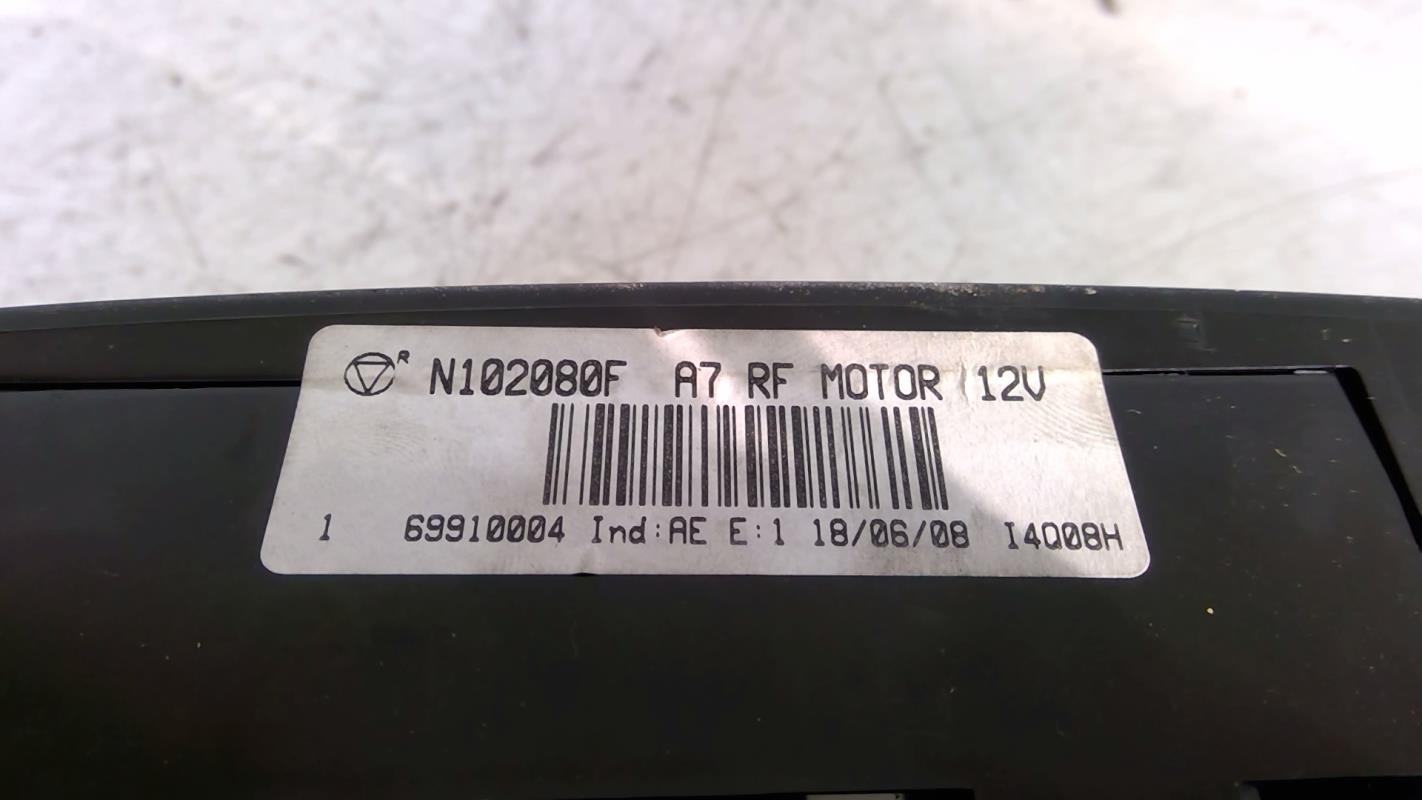 R N102080F A7 RF MOTOR 12V
1 69910004 Ind:AE E:1 18/06/08 I4Q08H